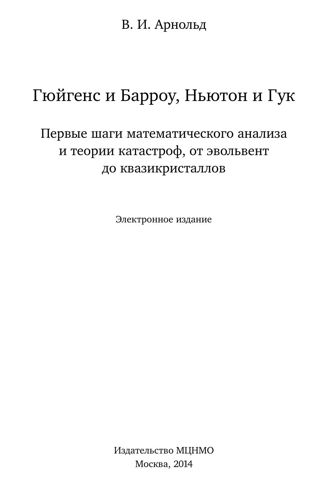 В. И. Арнольд
Гюйгенс и Барроу, Ньютон и Гук
Первые шаги математического анализа
и теории катастроф, от эвольвент
до квазикристаллов
Электронное издание
Издательство МЦНМО
Москва, 2014